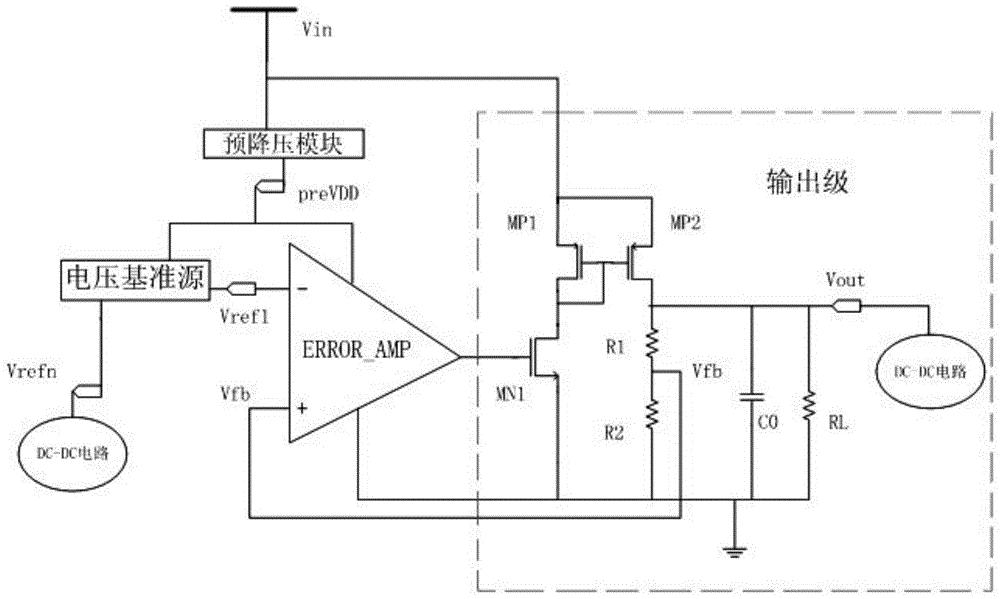 Vin
预降压模块
preVDD
输出级
MP1
MP2
电压基准源
Vref1
Vout
ERROR_AMP
R1
Vfb
DC-DC电路
Vrefn
Vfb
MN1
R2
C0
RL
DC-DC电路
−
+